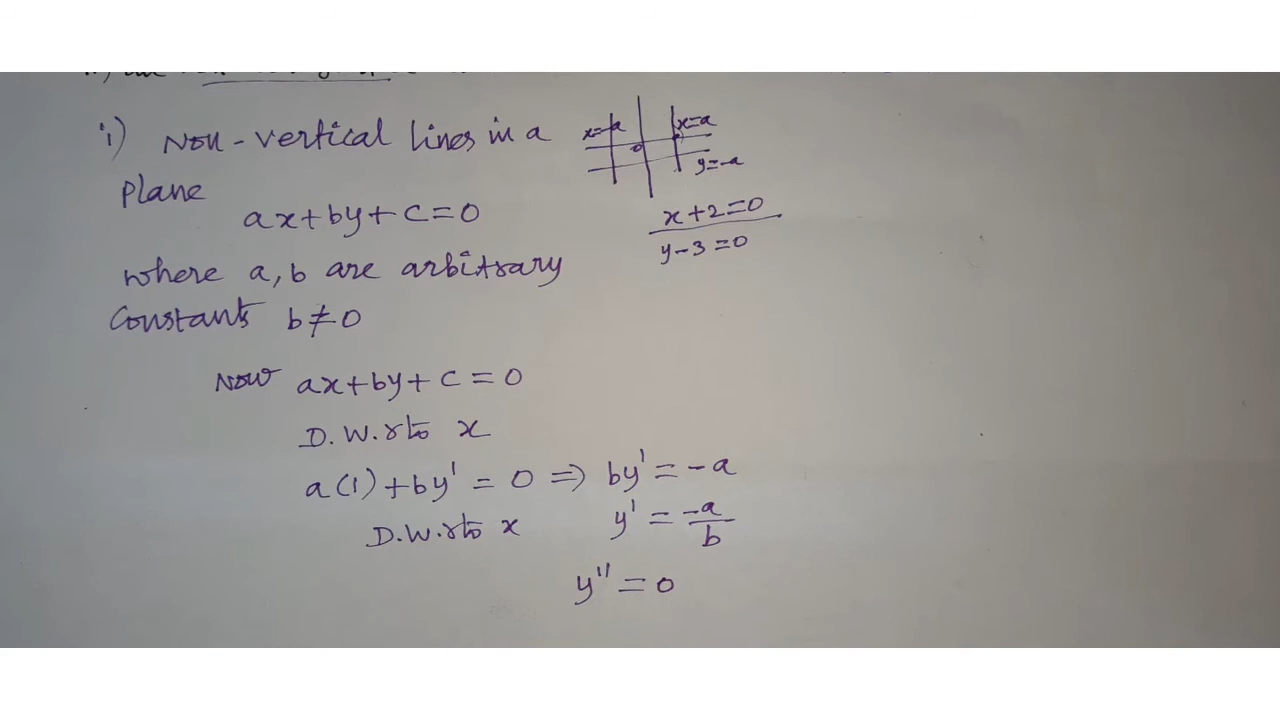 i) Non-vertical lines in a
x=-a
x=a
y=-a
plane
ax+by+c=0
x+2=0
y-3=0
where a,b are arbitrary
Constants b≠0
Now ax+by+c=0
D.W.r.to x
a(1)+by'=0 ⇒ by'=-a
D.W.r.to x y'=-a/b
y''=0